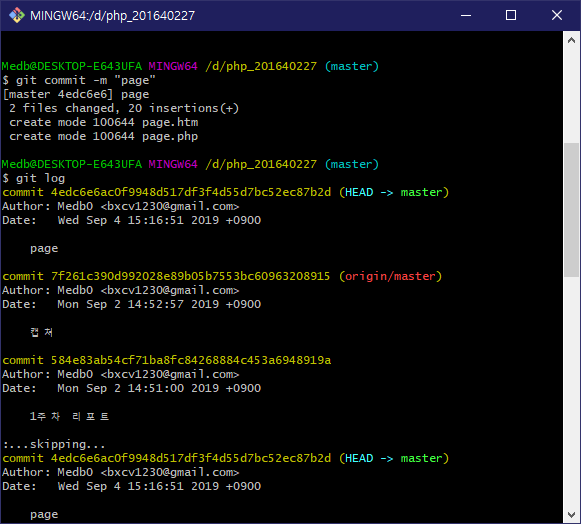 MINGW64:/d/php_201640227
Medb@DESKTOP-E643UFA MINGW64 /d/php_201640227 (master)
$ git commit -m "page"
[master 4edc6e6] page
 2 files changed, 20 insertions(+)
 create mode 100644 page.htm
 create mode 100644 page.php
Medb@DESKTOP-E643UFA MINGW64 /d/php_201640227 (master)
$ git log
commit 4edc6e6ac0f9948d517df3f4d55d7bc52ec87b2d (HEAD -> master)
Author: MedbO <bxcv1230@gmail.com>
Date:   Wed Sep 4 15:16:51 2019 +0900
    page
commit 7f261c390d992028e89b05b7553bc60963208915 (origin/master)
Author: MedbO <bxcv1230@gmail.com>
Date:   Mon Sep 2 14:52:57 2019 +0900
    캡쳐
commit 584e83ab54cf71ba8fc84268884c453a6948919a
Author: MedbO <bxcv1230@gmail.com>
Date:   Mon Sep 2 14:51:00 2019 +0900
    1주차 리포트
:...skipping...
commit 4edc6e6ac0f9948d517df3f4d55d7bc52ec87b2d (HEAD -> master)
Author: MedbO <bxcv1230@gmail.com>
Date:   Wed Sep 4 15:16:51 2019 +0900
    page